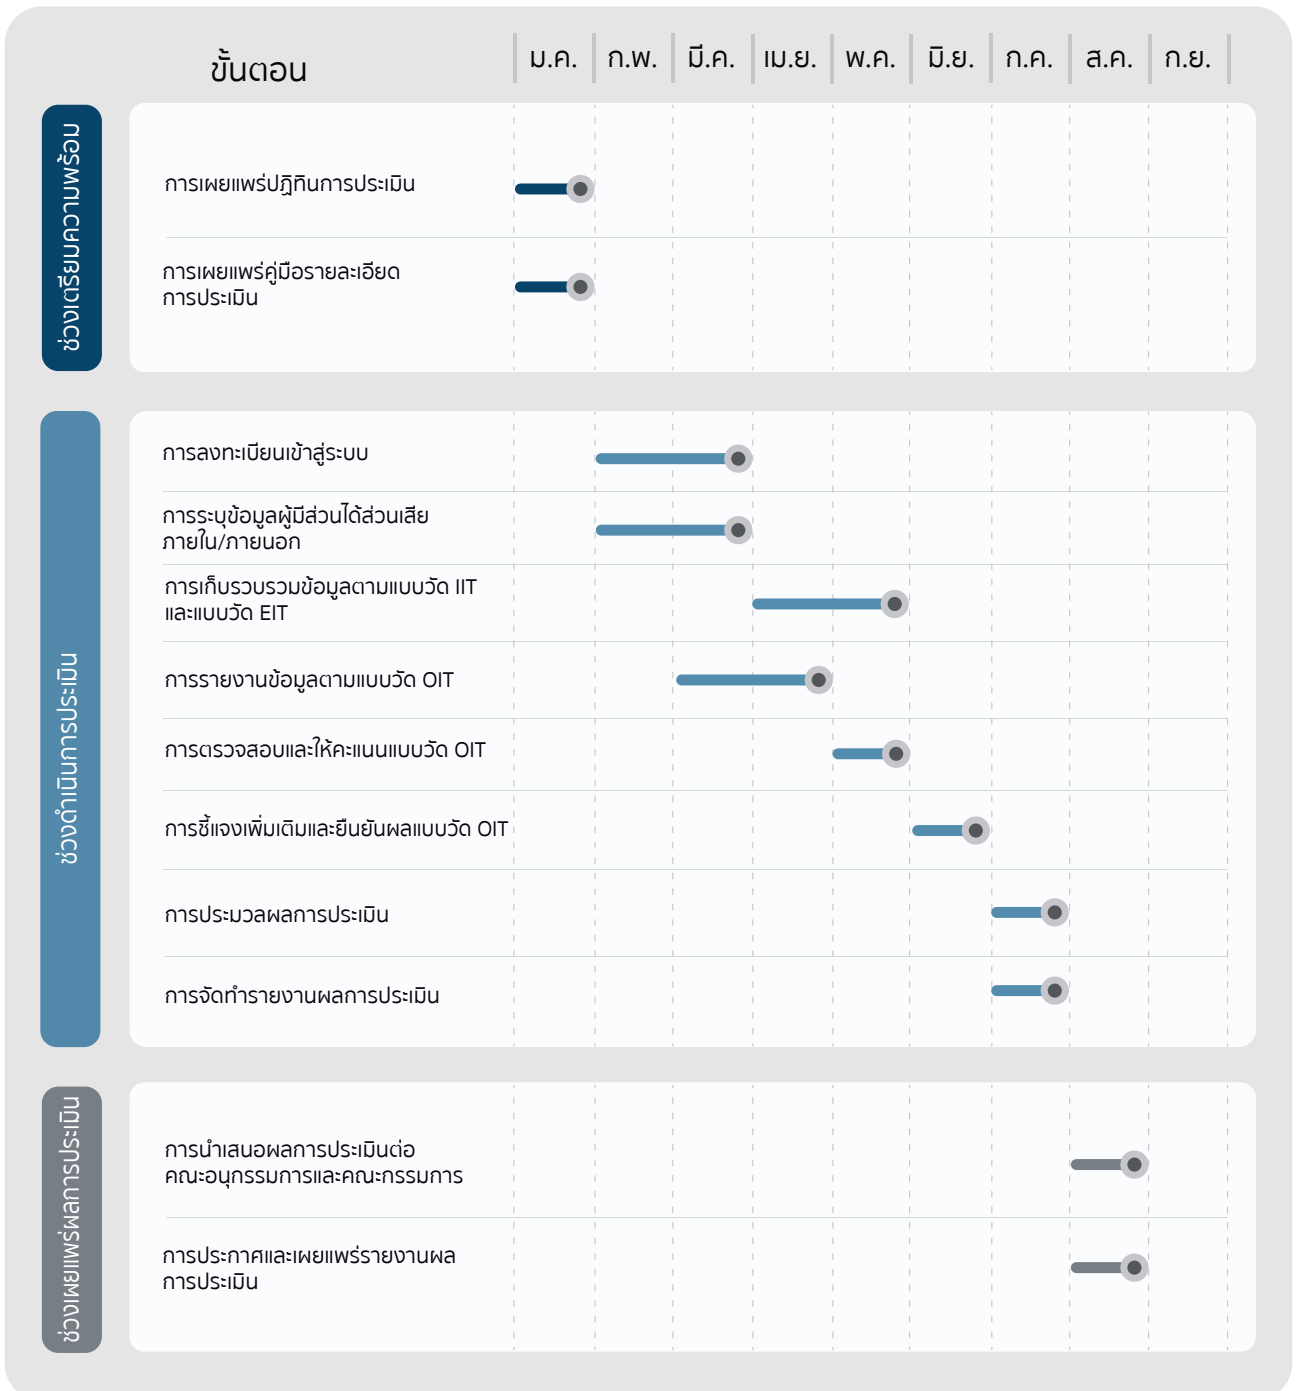 ขั้นตอน
ม.ค. ก.พ. มี.ค. เม.ย. พ.ค. มิ.ย. ก.ค. ส.ค. ก.ย.
ช่วงเตรียมความพร้อม
การเผยแพร่ปฏิทินการประเมิน
การเผยแพร่คู่มือรายละเอียด
การประเมิน
ช่วงดำเนินการประเมิน
การลงทะเบียนเข้าสู่ระบบ
การระบุข้อมูลผู้มีส่วนได้ส่วนเสีย
ภายใน/ภายนอก
การเก็บรวบรวมข้อมูลตามแบบวัด IIT
และแบบวัด EIT
การรายงานข้อมูลตามแบบวัด OIT
การตรวจสอบและให้คะแนนแบบวัด OIT
การชี้แจงเพิ่มเติมและยืนยันผลแบบวัด OIT
การประมวลผลการประเมิน
การจัดทำรายงานผลการประเมิน
ช่วงเผยแพร่ผลการประเมิน
การนำเสนอผลการประเมินต่อ
คณะอนุกรรมการและคณะกรรมการ
การประกาศและเผยแพร่รายงานผล
การประเมิน